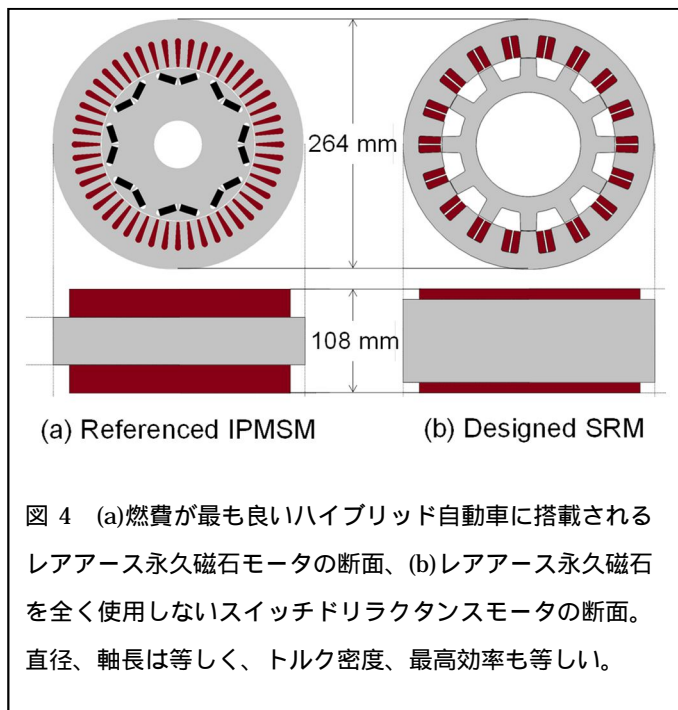 264 mm
108 mm
(a) Referenced IPMSM
(b) Designed SRM
図 4 (a)燃費が最も良いハイブリッド自動車に搭載される
レアアース永久磁石モータの断面、(b)レアアース永久磁石
を全く使用しないスイッチドリラクタンスモータの断面。
直径、軸長は等しく、トルク密度、最高効率も等しい。